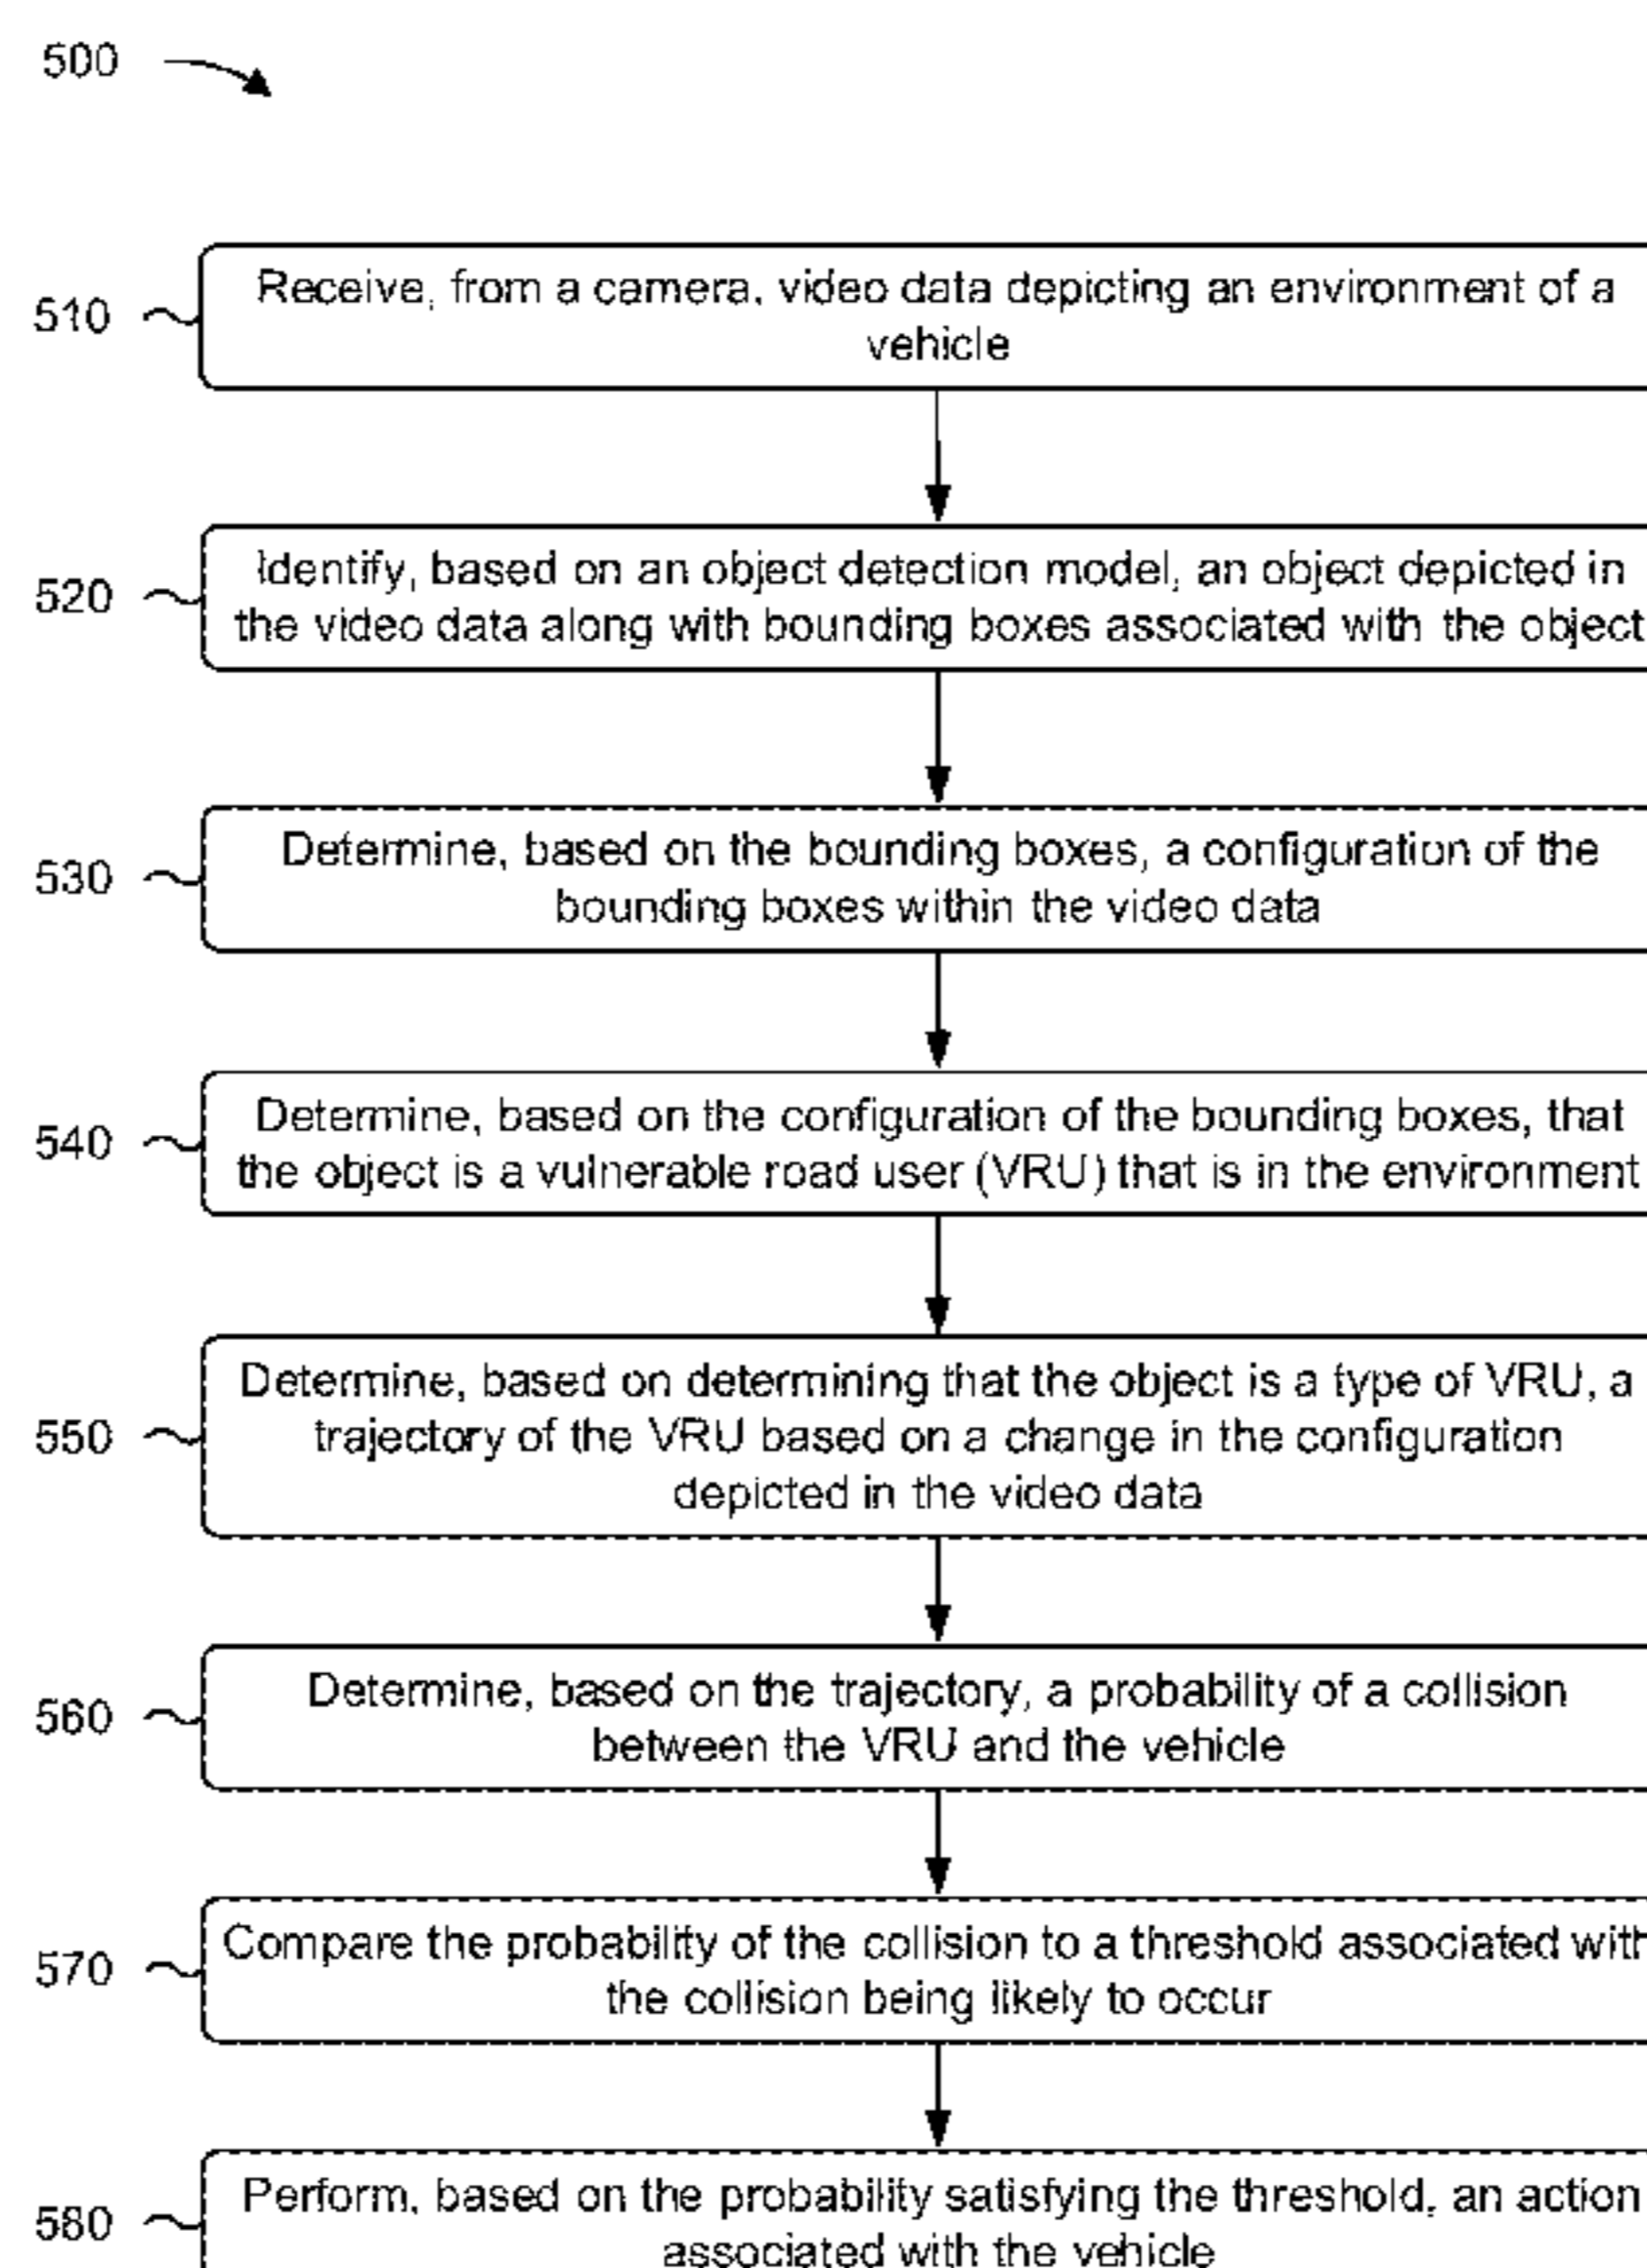 500
510
Receive, from a camera, video data depicting an environment of a
vehicle
520
Identify, based on an object detection model, an object depicted in
the video data along with bounding boxes associated with the object
530
Determine, based on the bounding boxes, a configuration of the
bounding boxes within the video data
540
Determine, based on the configuration of the bounding boxes, that
the object is a vulnerable road user (VRU) that is in the environment
550
Determine, based on determining that the object is a type of VRU, a
trajectory of the VRU based on a change in the configuration
depicted in the video data
560
Determine, based on the trajectory, a probability of a collision
between the VRU and the vehicle
570
Compare the probability of the collision to a threshold associated with
the collision being likely to occur
580
Perform, based on the probability satisfying the threshold, an action
associated with the vehicle